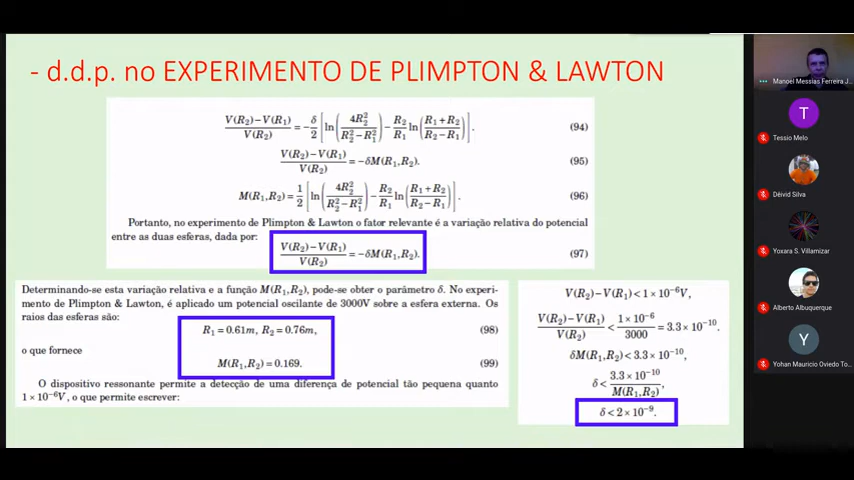 - d.d.p. no EXPERIMENTO DE PLIMPTON & LAWTON
V(R₂)−V(R₁)/V(R₂) = −δ/2 [ln(4R₂²/(R₂²−R₁²)) − R₂/R₁ ln((R₁+R₂)/(R₂−R₁))]. (94)
V(R₂)−V(R₁)/V(R₂) = −δM(R₁,R₂). (95)
M(R₁,R₂) = 1/2 [ln(4R₂²/(R₂²−R₁²)) − R₂/R₁ ln((R₁+R₂)/(R₂−R₁))]. (96)
Portanto, no experimento de Plimpton & Lawton o fator relevante é a variação relativa do potencial
entre as duas esferas, dada por:
V(R₂)−V(R₁)/V(R₂) = −δM(R₁,R₂). (97)
Determinando-se esta variação relativa e a função M(R₁,R₂), pode-se obter o parâmetro δ. No experi-
mento de Plimpton & Lawton, é aplicado um potencial oscilante de 3000V sobre a esfera externa. Os
raios das esferas são:
R₁ = 0.61m, R₂ = 0.76m, (98)
o que fornece
M(R₁,R₂) = 0.169. (99)
O dispositivo ressonante permite a detecção de uma diferença de potencial tão pequena quanto
1×10⁻⁶V, o que permite escrever:
V(R₂)−V(R₁) < 1×10⁻⁶V,
V(R₂)−V(R₁)/V(R₂) < 1×10⁻⁶/3000 = 3.3×10⁻¹⁰.
δM(R₁,R₂) < 3.3×10⁻¹⁰,
δ < 3.3×10⁻¹⁰/M(R₁,R₂),
δ < 2×10⁻⁹.
Manoel Messias Ferreira J...
T
Tessio Melo
Déivid Silva
Yoxara S. Villamizar
Alberto Albuquerque
Y
Yohan Mauricio Oviedo To...